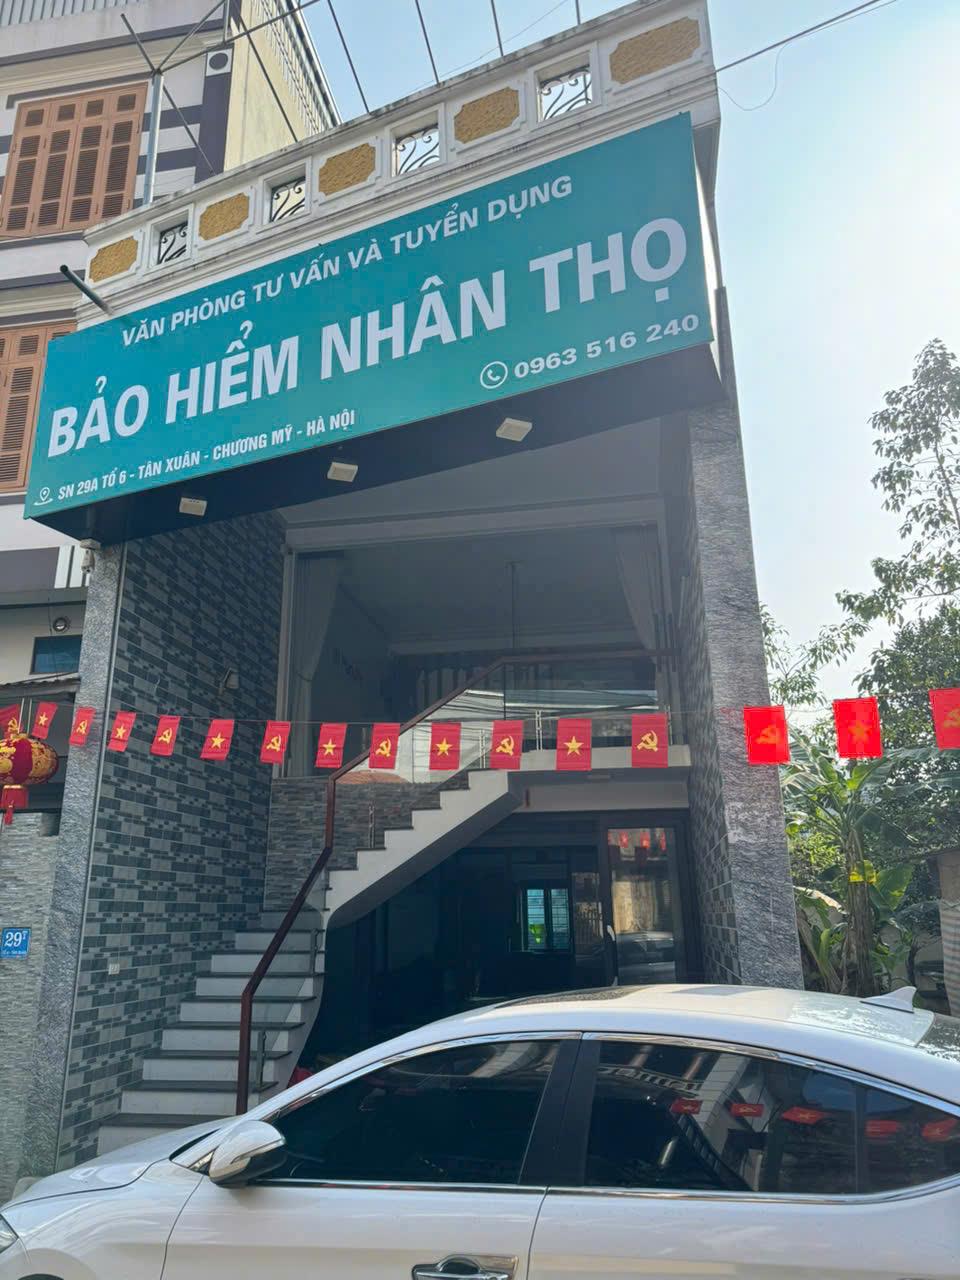 VĂN PHÒNG TƯ VẤN VÀ TUYỂN DỤNG
BẢO HIỂM NHÂN THỌ
0963 516 240
SN 29A TỔ 6 - TÂN XUÂN - CHƯƠNG MỸ - HÀ NỘI